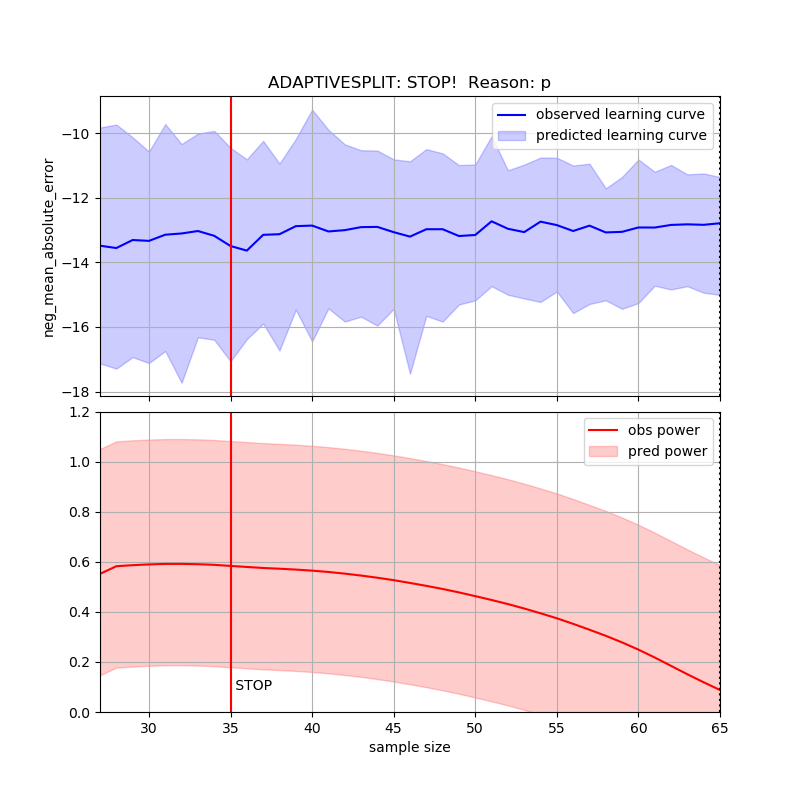 ADAPTIVESPLIT: STOP!  Reason: p
observed learning curve
predicted learning curve
neg_mean_absolute_error
−10
−12
−14
−16
−18
obs power
pred power
1.2
1.0
0.8
0.6
0.4
0.2
0.0
STOP
30 35 40 45 50 55 60 65
sample size